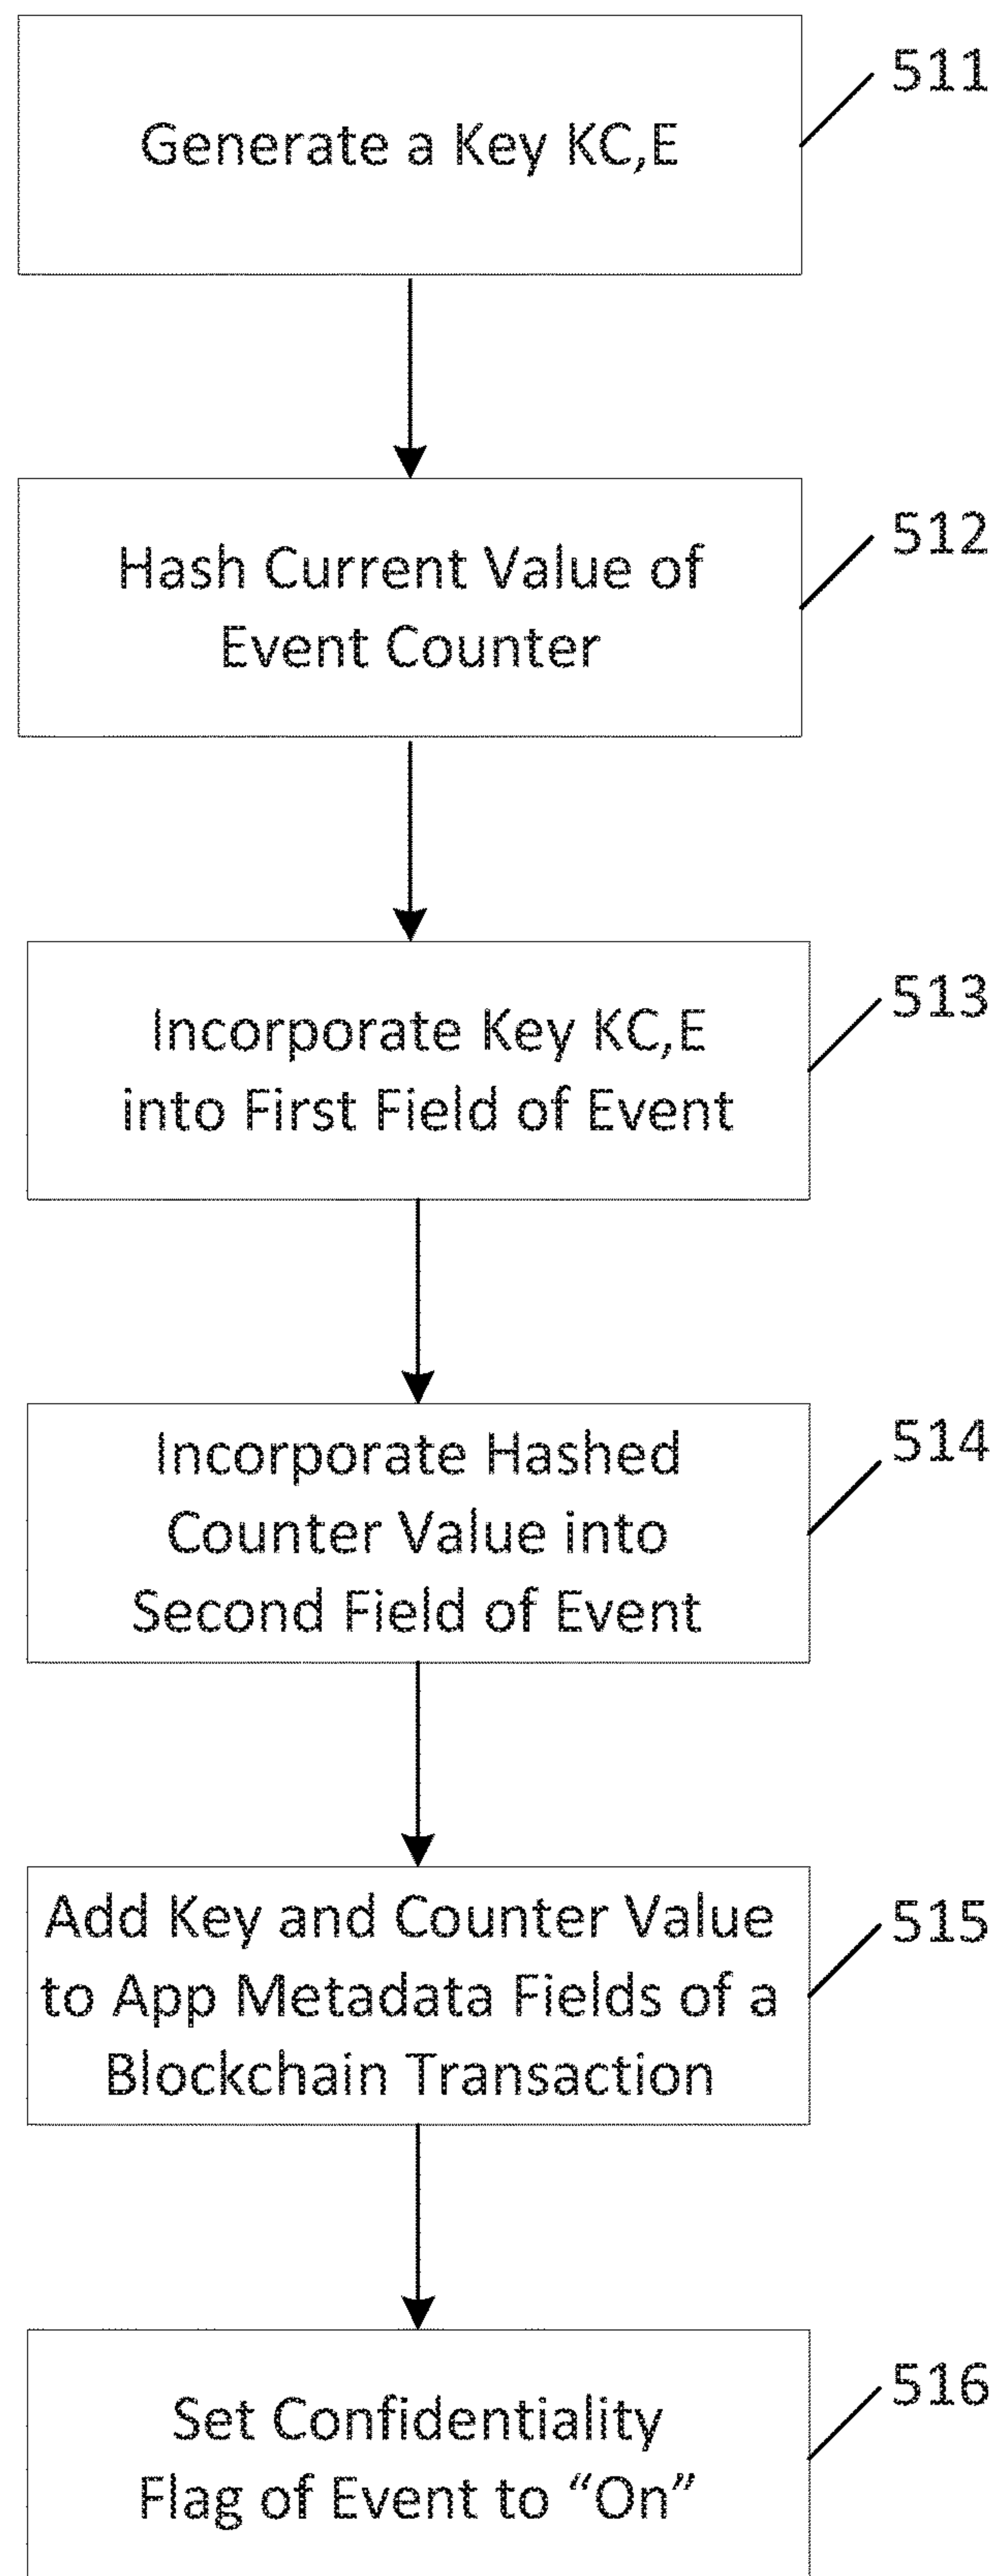 511
Generate a Key KC,E
512
Hash Current Value of
Event Counter
513
Incorporate Key KC,E
into First Field of Event
514
Incorporate Hashed
Counter Value into
Second Field of Event
515
Add Key and Counter Value
to App Metadata Fields of a
Blockchain Transaction
516
Set Confidentiality
Flag of Event to “On”